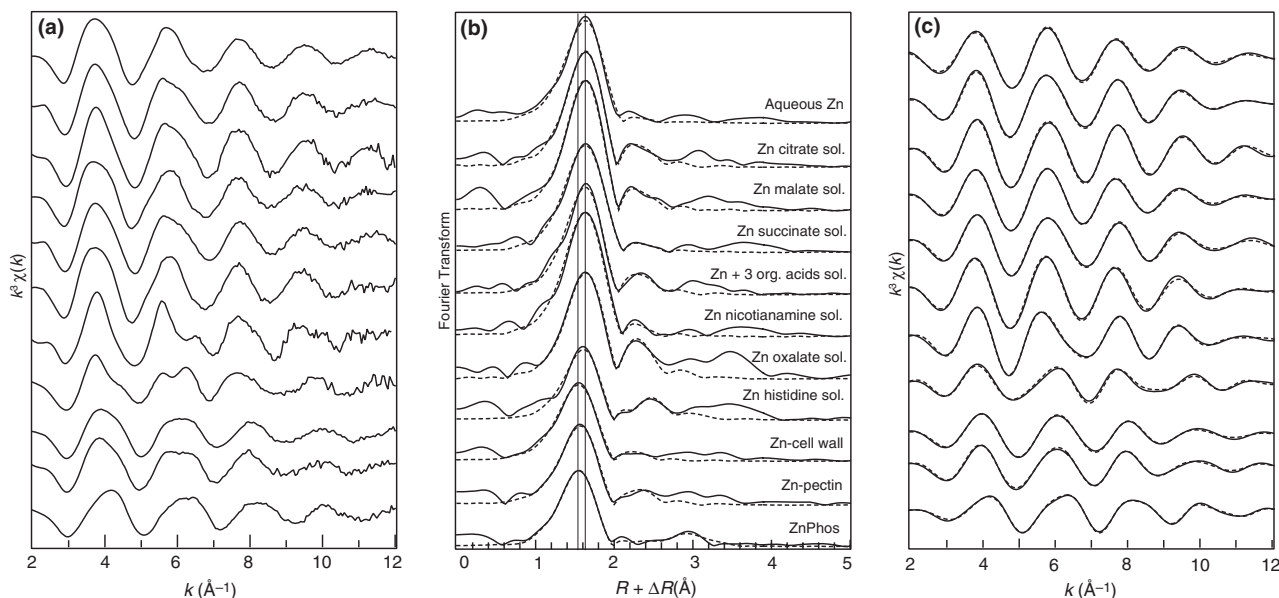 (a)
k³ χ(k)
2 4 6 8 10 12
k (Å⁻¹)
(b)
Fourier Transform
Aqueous Zn
Zn citrate sol.
Zn malate sol.
Zn succinate sol.
Zn + 3 org. acids sol.
Zn nicotianamine sol.
Zn oxalate sol.
Zn histidine sol.
Zn-cell wall
Zn-pectin
ZnPhos
0 1 2 3 4 5
R + ΔR(Å)
(c)
k³ χ(k)
2 4 6 8 10 12
k (Å⁻¹)